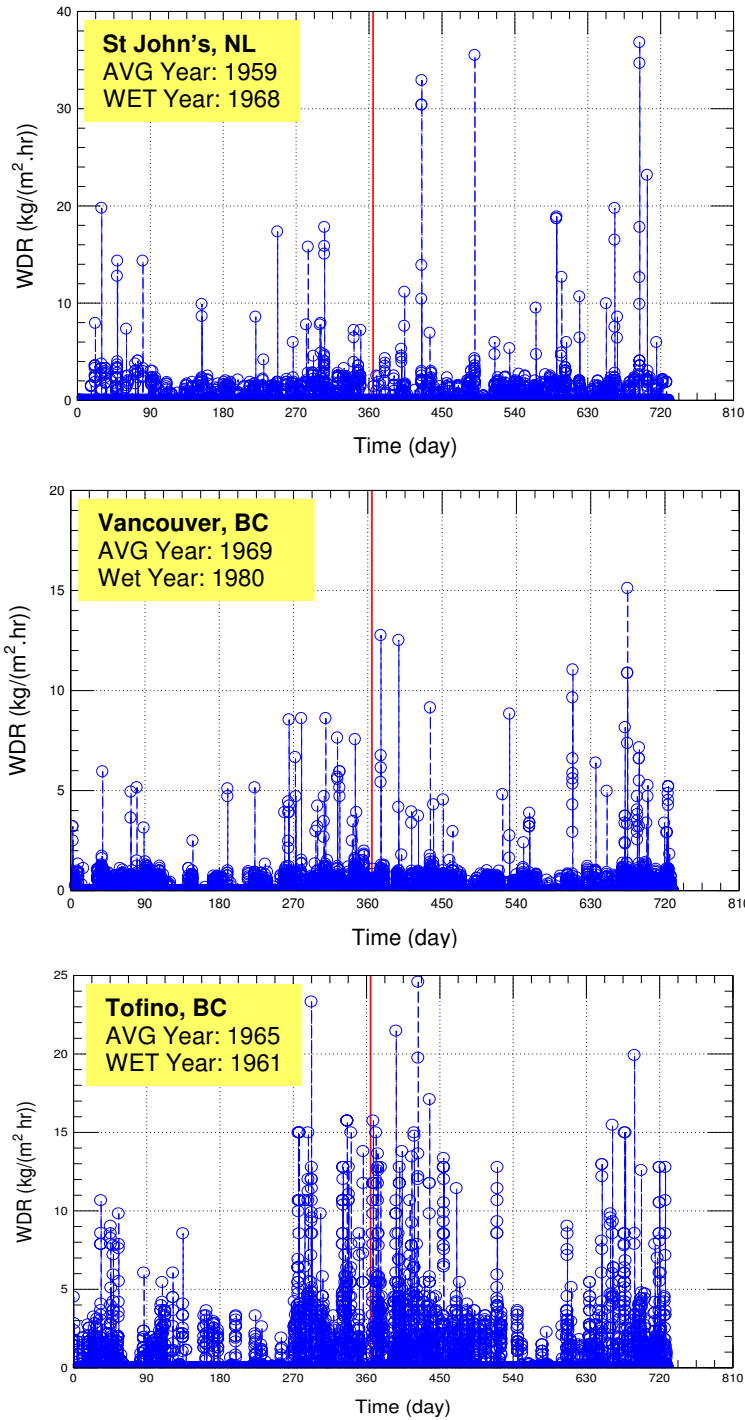 40
30
20
10
0
WDR (kg/(m².hr))
St John's, NL
AVG Year: 1959
WET Year: 1968
0 90 180 270 360 450 540 630 720 810
Time (day)
20
15
10
5
0
WDR (kg/(m².hr))
Vancouver, BC
AVG Year: 1969
Wet Year: 1980
0 90 180 270 360 450 540 630 720 810
Time (day)
25
20
15
10
5
0
WDR (kg/(m² hr))
Tofino, BC
AVG Year: 1965
WET Year: 1961
0 90 180 270 360 450 540 630 720 810
Time (day)